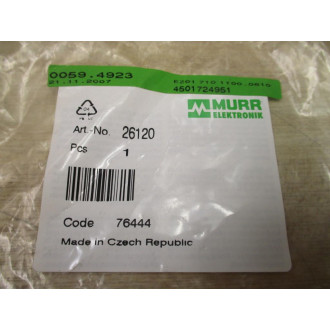 0059.4923
21.11.2007
4501724951
MURR
ELEKTRONIK
Art.-No. 26120
Pcs 1
Code 76444
Made in Czech Republic